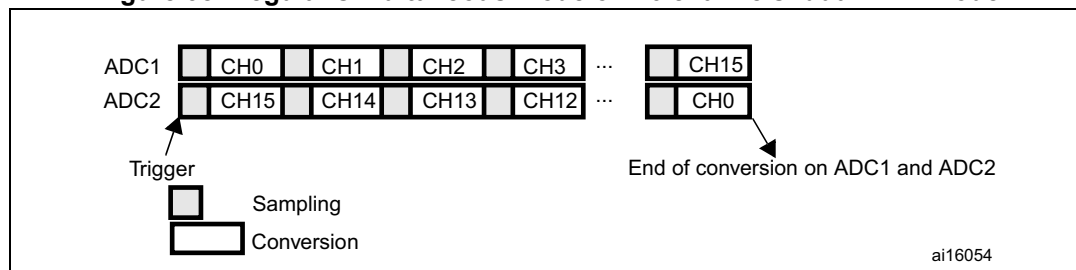 ADC1 CH0 CH1 CH2 CH3 ... CH15
ADC2 CH15 CH14 CH13 CH12 ... CH0
Trigger
End of conversion on ADC1 and ADC2
Sampling
Conversion
ai16054